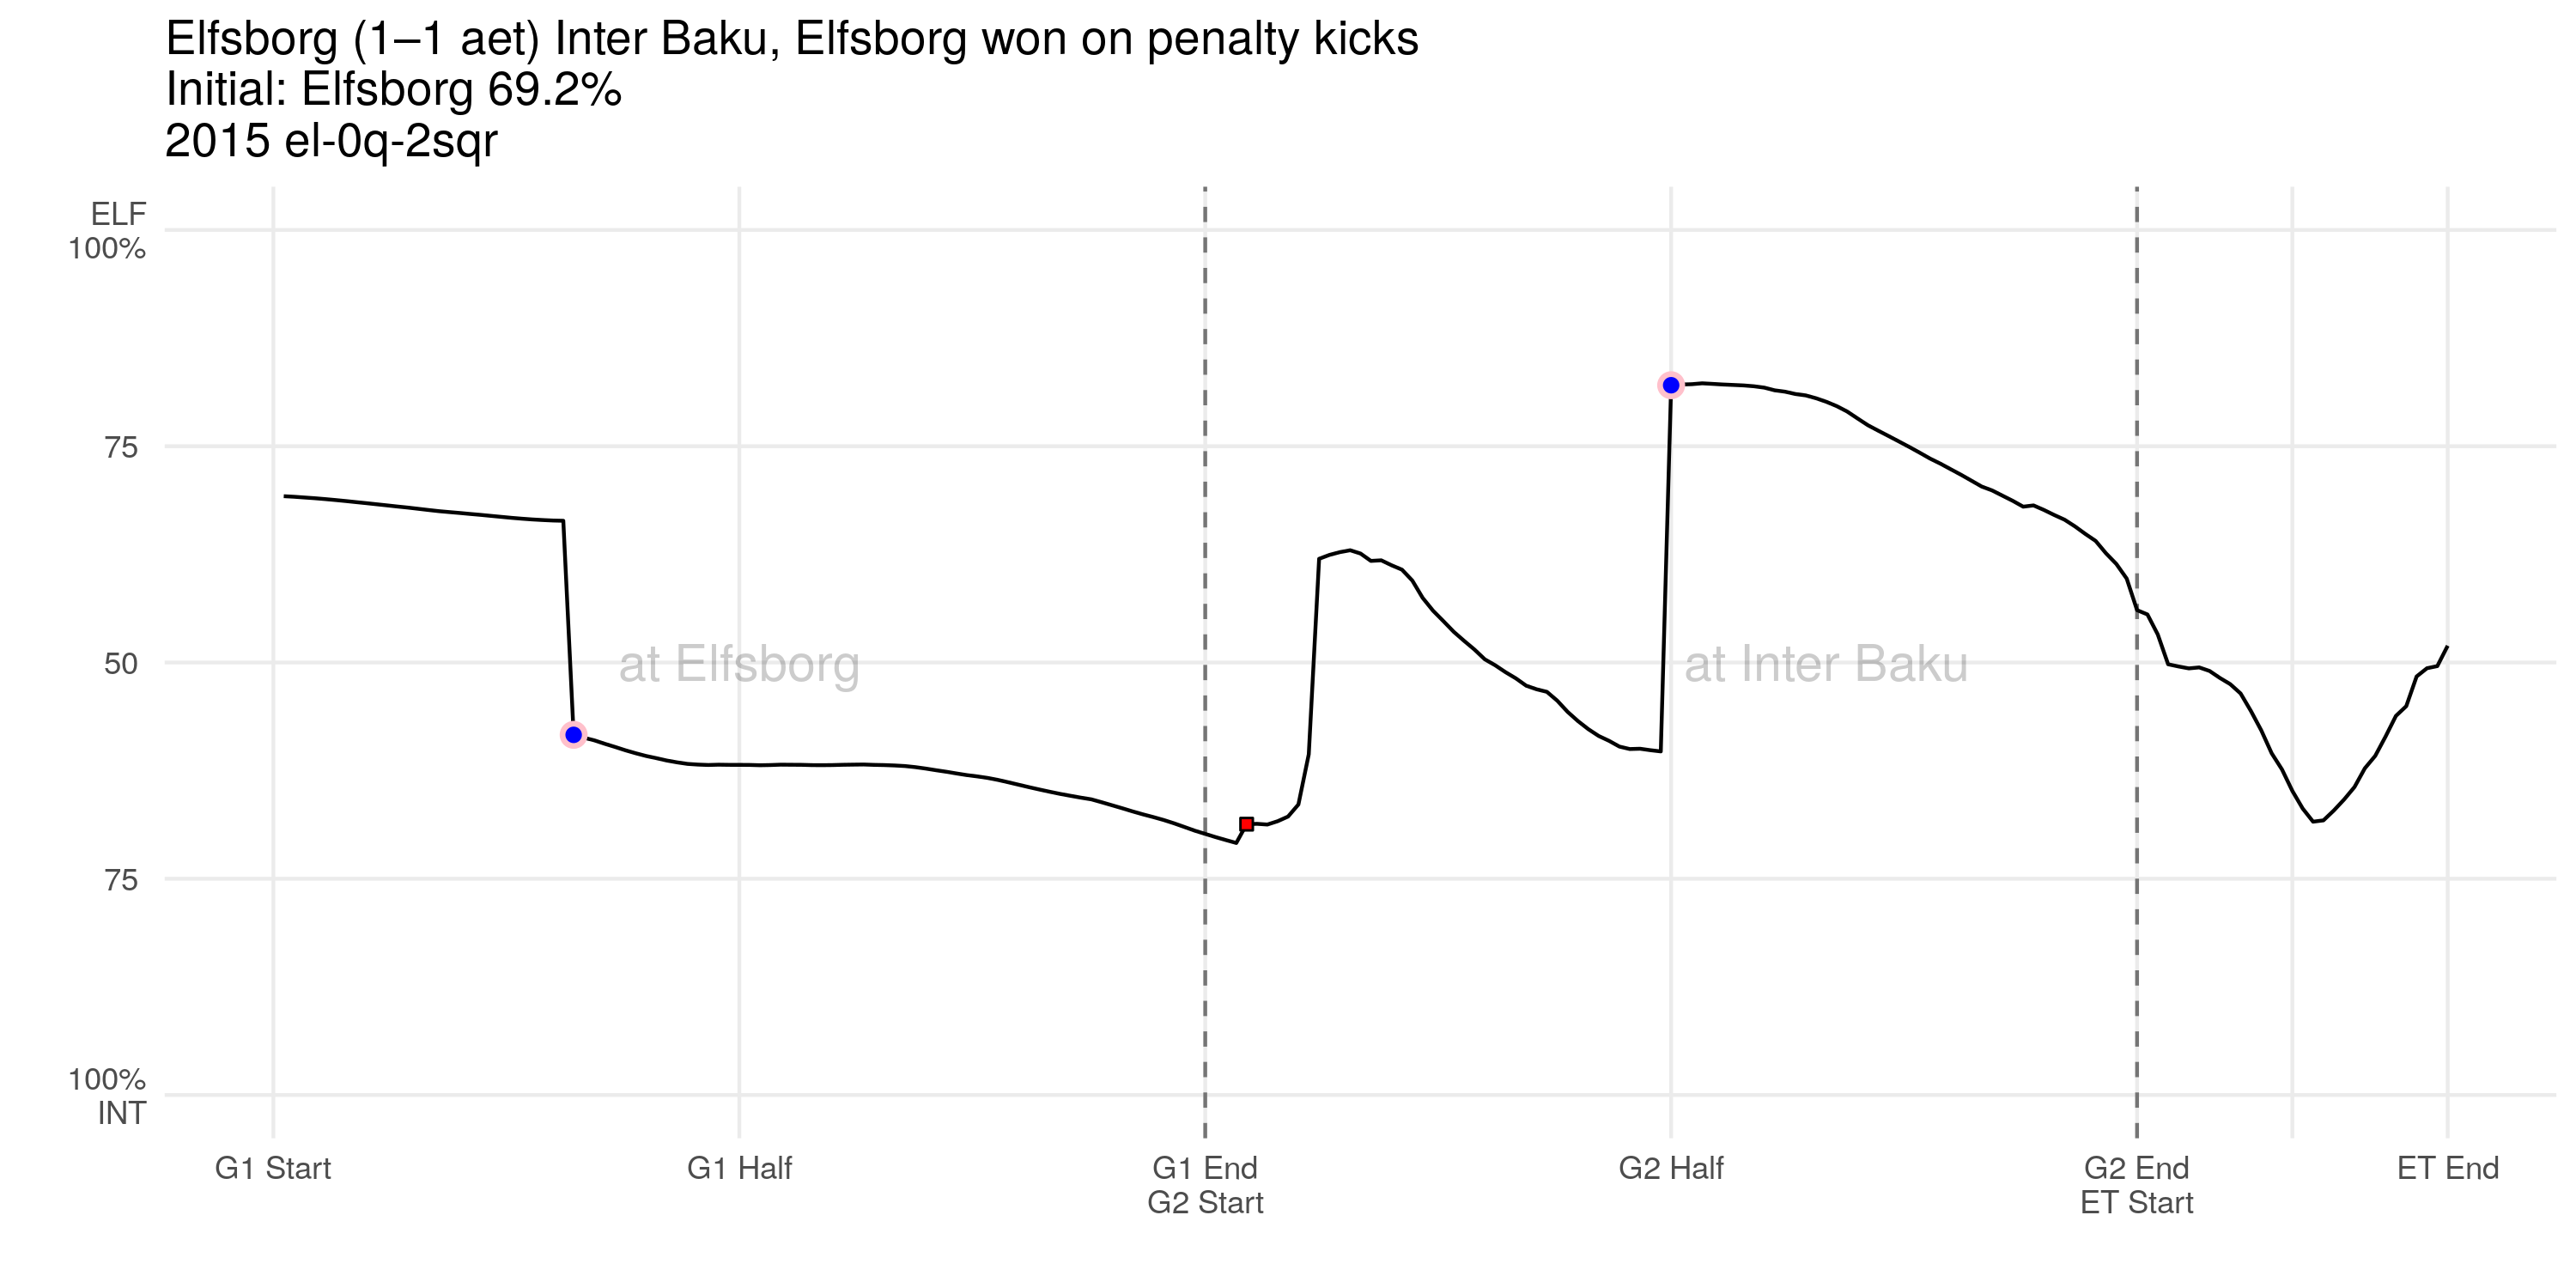 Elfsborg (1–1 aet) Inter Baku, Elfsborg won on penalty kicks
Initial: Elfsborg 69.2%
2015 el-0q-2sqr
ELF
100%
75
50
75
100%
INT
at Elfsborg
at Inter Baku
G1 Start
G1 Half
G1 End
G2 Start
G2 Half
G2 End
ET Start
ET End